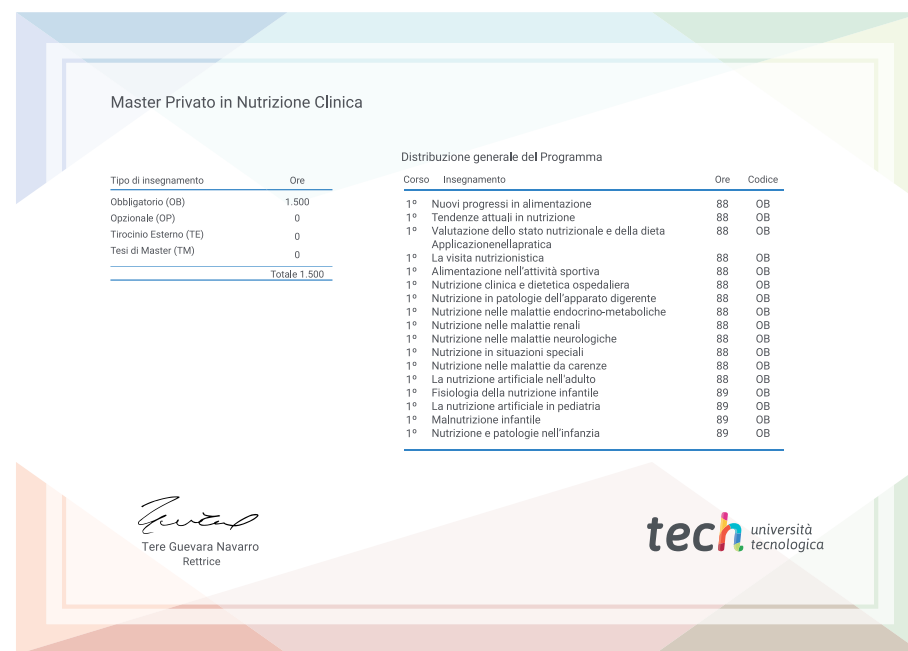 Master Privato in Nutrizione Clinica
Tipo di insegnamento Ore
Obbligatorio (OB) 1.500
Opzionale (OP) 0
Tirocinio Esterno (TE) 0
Tesi di Master (TM) 0
Totale 1.500
Distribuzione generale del Programma
Corso Insegnamento Ore Codice
1º Nuovi progressi in alimentazione 88 OB
1º Tendenze attuali in nutrizione 88 OB
1º Valutazione dello stato nutrizionale e della dieta 88 OB
Applicazionenellapratica
1º La visita nutrizionistica 88 OB
1º Alimentazione nell'attività sportiva 88 OB
1º Nutrizione clinica e dietetica ospedaliera 88 OB
1º Nutrizione in patologie dell'apparato digerente 88 OB
1º Nutrizione nelle malattie endocrino-metaboliche 88 OB
1º Nutrizione nelle malattie renali 88 OB
1º Nutrizione nelle malattie neurologiche 88 OB
1º Nutrizione in situazioni speciali 88 OB
1º Nutrizione nelle malattie da carenze 88 OB
1º La nutrizione artificiale nell'adulto 88 OB
1º Fisiologia della nutrizione infantile 89 OB
1º La nutrizione artificiale in pediatria 89 OB
1º Malnutrizione infantile 89 OB
1º Nutrizione e patologie nell'infanzia 89 OB
Tere Guevara Navarro
Rettrice
tech università
tecnologica